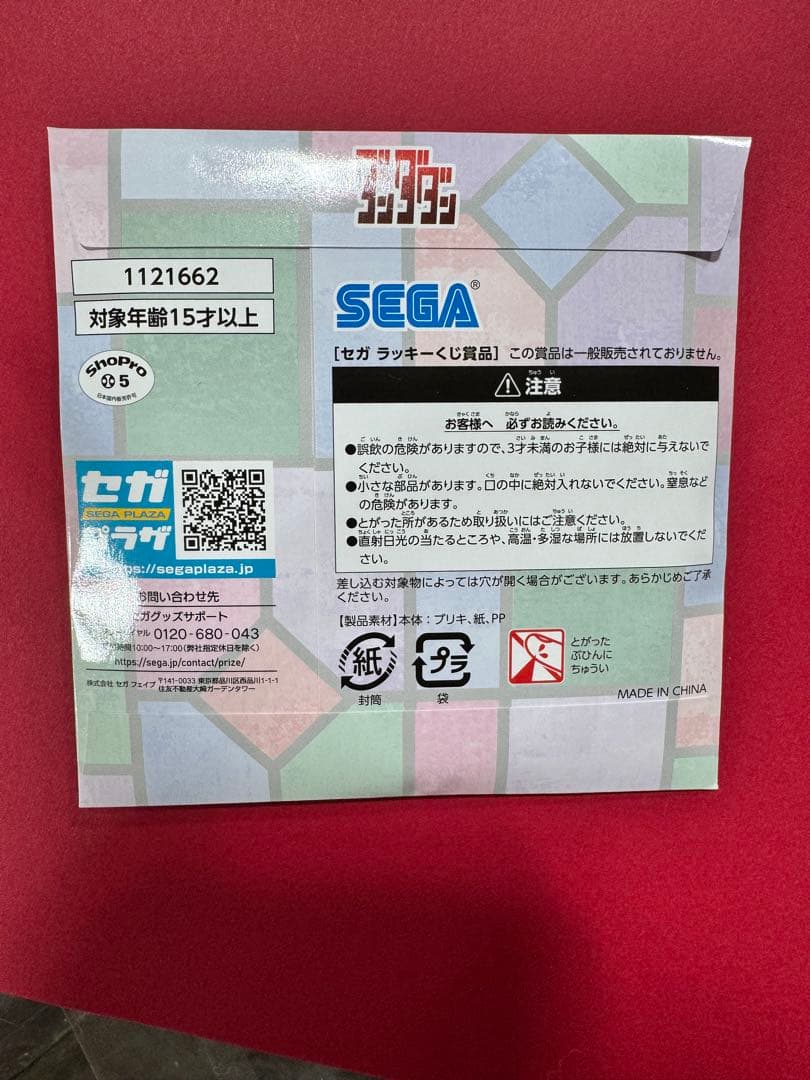 ダンダダン
1121662
対象年齢15才以上
ShoPro
5
日本国内販売許可
セガ
SEGA PLAZA
プラザ
s://segaplaza.jp
お問い合わせ先
ガグッズサポート
イヤル 0120-680-043
時間10:00〜17:00(弊社指定休日を除く)
https://sega.jp/contact/prize/
株式会社 セガ フェイブ 〒141-0033 東京都品川区西品川1-1-1
住友不動産大崎ガーデンタワー
SEGA®
[セガ ラッキーくじ賞品] この賞品は一般販売されておりません。
注意
お客様へ 必ずお読みください。
●誤飲の危険がありますので、3才未満のお子様には絶対に与えないで
ください。
●小さな部品があります。口の中に絶対入れないでください。窒息など
の危険があります。
●とがった所があるため取り扱いにはご注意ください。
●直射日光の当たるところや、高温・多湿な場所には放置しないでくだ
さい。
差し込む対象物によっては穴が開く場合がございます。あらかじめご了承
ください。
【製品素材】本体：ブリキ、紙、PP
紙
封筒
プラ
袋
とがった
ぶひんに
ちゅうい
MADE IN CHINA